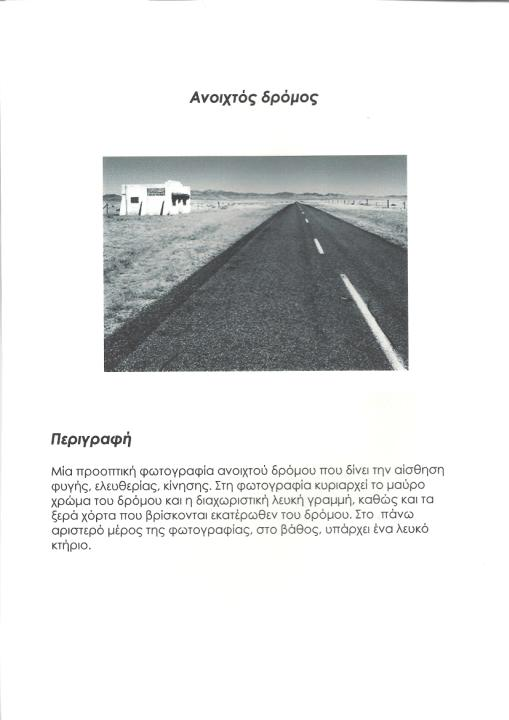 Ανοιχτός δρόμος
Περιγραφή
Μία προοπτική φωτογραφία ανοιχτού δρόμου που δίνει την αίσθηση
φυγής, ελευθερίας, κίνησης. Στη φωτογραφία κυριαρχεί το μαύρο
χρώμα του δρόμου και η διαχωριστική λευκή γραμμή, καθώς και τα
ξερά χόρτα που βρίσκονται εκατέρωθεν του δρόμου. Στο  πάνω
αριστερό μέρος της φωτογραφίας, στο βάθος, υπάρχει ένα λευκό
κτήριο.